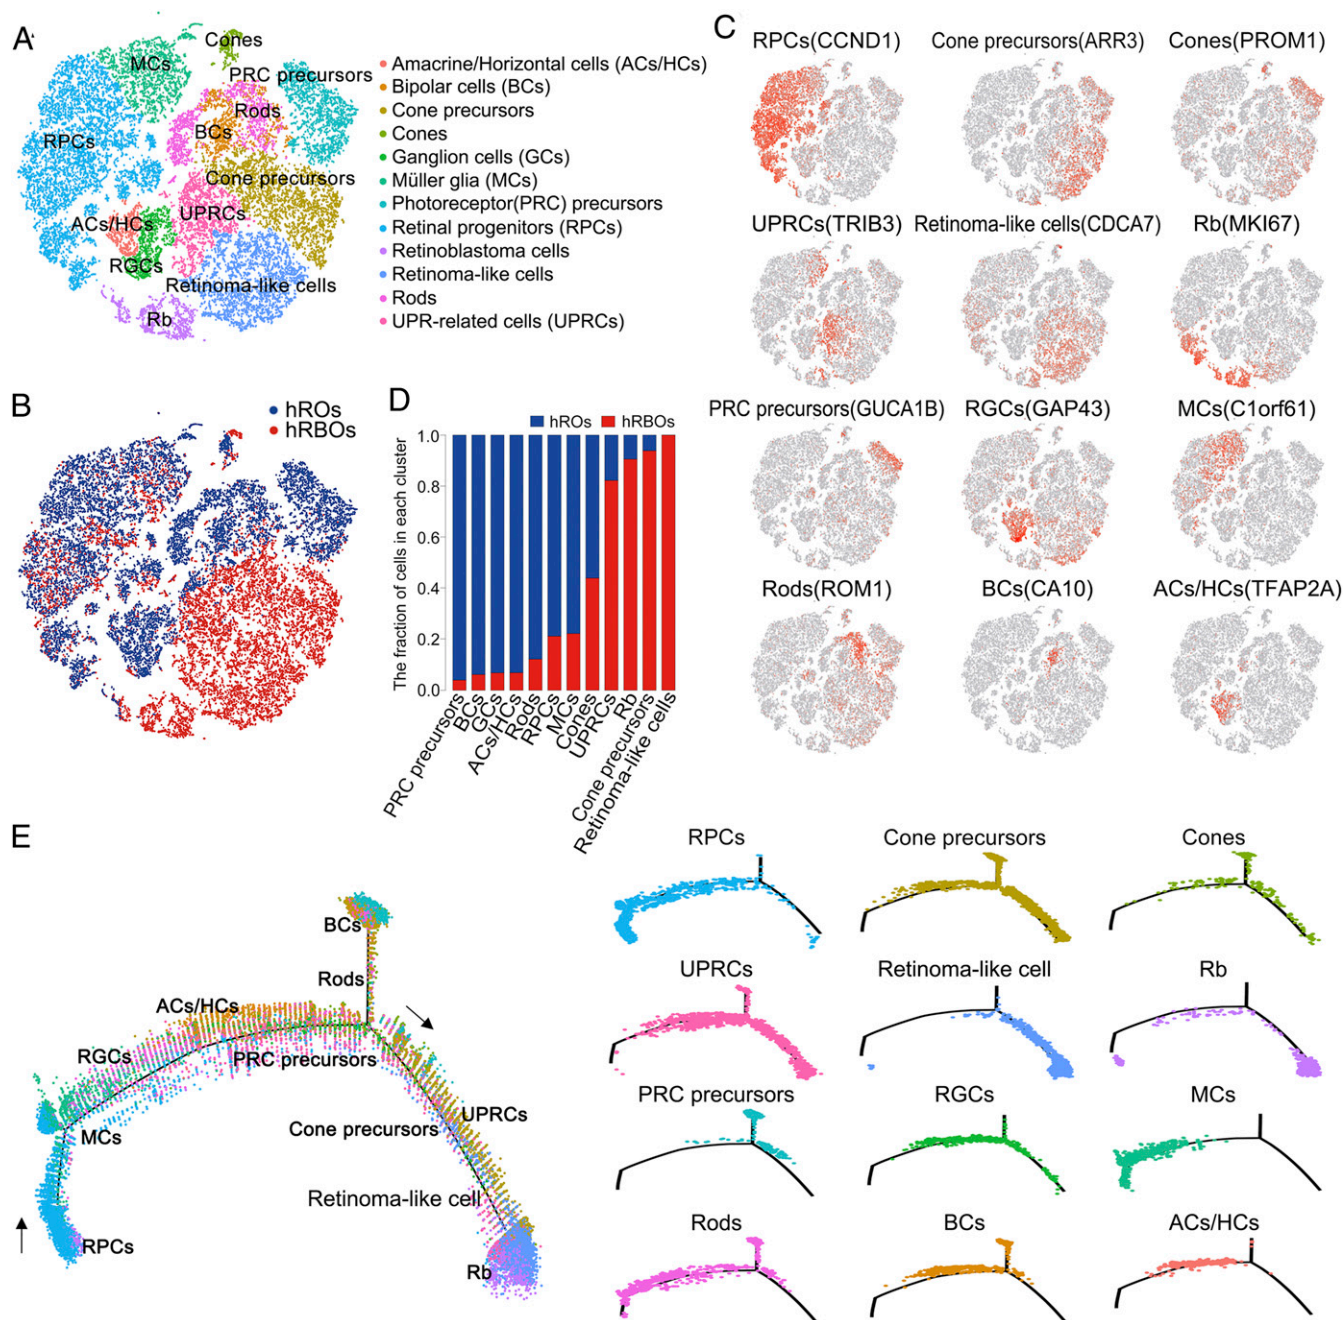 A
Cones
MCs
PRC precursors
Rods
BCs
RPCs
Cone precursors
UPRCs
ACs/HCs
RGCs
Retinoma-like cells
Rb
Amacrine/Horizontal cells (ACs/HCs)
Bipolar cells (BCs)
Cone precursors
Cones
Ganglion cells (GCs)
Müller glia (MCs)
Photoreceptor(PRC) precursors
Retinal progenitors (RPCs)
Retinoblastoma cells
Retinoma-like cells
Rods
UPR-related cells (UPRCs)
B
hROs
hRBOs
C
RPCs(CCND1)
Cone precursors(ARR3)
Cones(PROM1)
UPRCs(TRIB3)
Retinoma-like cells(CDCA7)
Rb(MKI67)
PRC precursors(GUCA1B)
RGCs(GAP43)
MCs(C1orf61)
Rods(ROM1)
BCs(CA10)
ACs/HCs(TFAP2A)
D
hROs
hRBOs
The fraction of cells in each cluster
1.0
0.8
0.6
0.4
0.2
0.0
PRC precursors
BCs
GCs
ACs/HCs
Rods
RPCs
MCs
Cones
UPRCs
Rb
Cone precursors
Retinoma-like cells
E
BCs
Rods
ACs/HCs
RGCs
PRC precursors
MCs
UPRCs
Cone precursors
Retinoma-like cell
RPCs
Rb
RPCs
Cone precursors
Cones
UPRCs
Retinoma-like cell
Rb
PRC precursors
RGCs
MCs
Rods
BCs
ACs/HCs